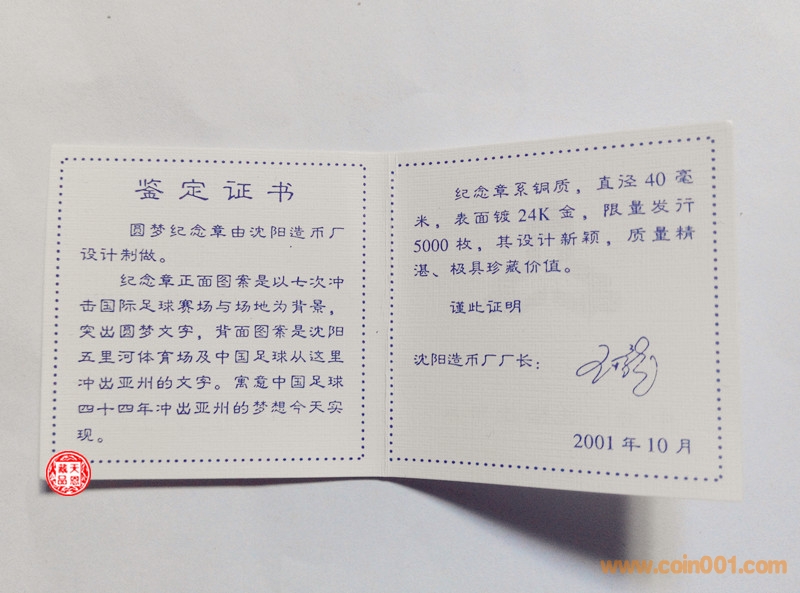 鉴定证书
圆梦纪念章由沈阳造币厂
设计制做。
纪念章正面图案是以七次冲
击国际足球赛场与场地为背景，
突出圆梦文字，背面图案是沈阳
五里河体育场及中国足球从这里
冲出亚州的文字。寓意中国足球
四十四年冲出亚州的梦想今天实
现。
纪念章系铜质，直径40毫
米，表面镀24K金，限量发行
5000枚，其设计新颖，质量精
湛、极具珍藏价值。
谨此证明
沈阳造币厂厂长：
2001年10月
天恩
藏品
www.coin001.com